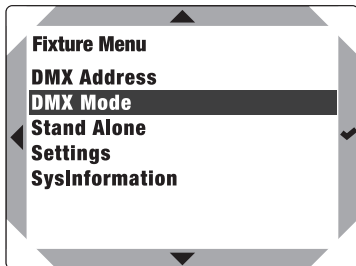 Fixture Menu
DMX Address
DMX Mode
Stand Alone
Settings
SysInformation